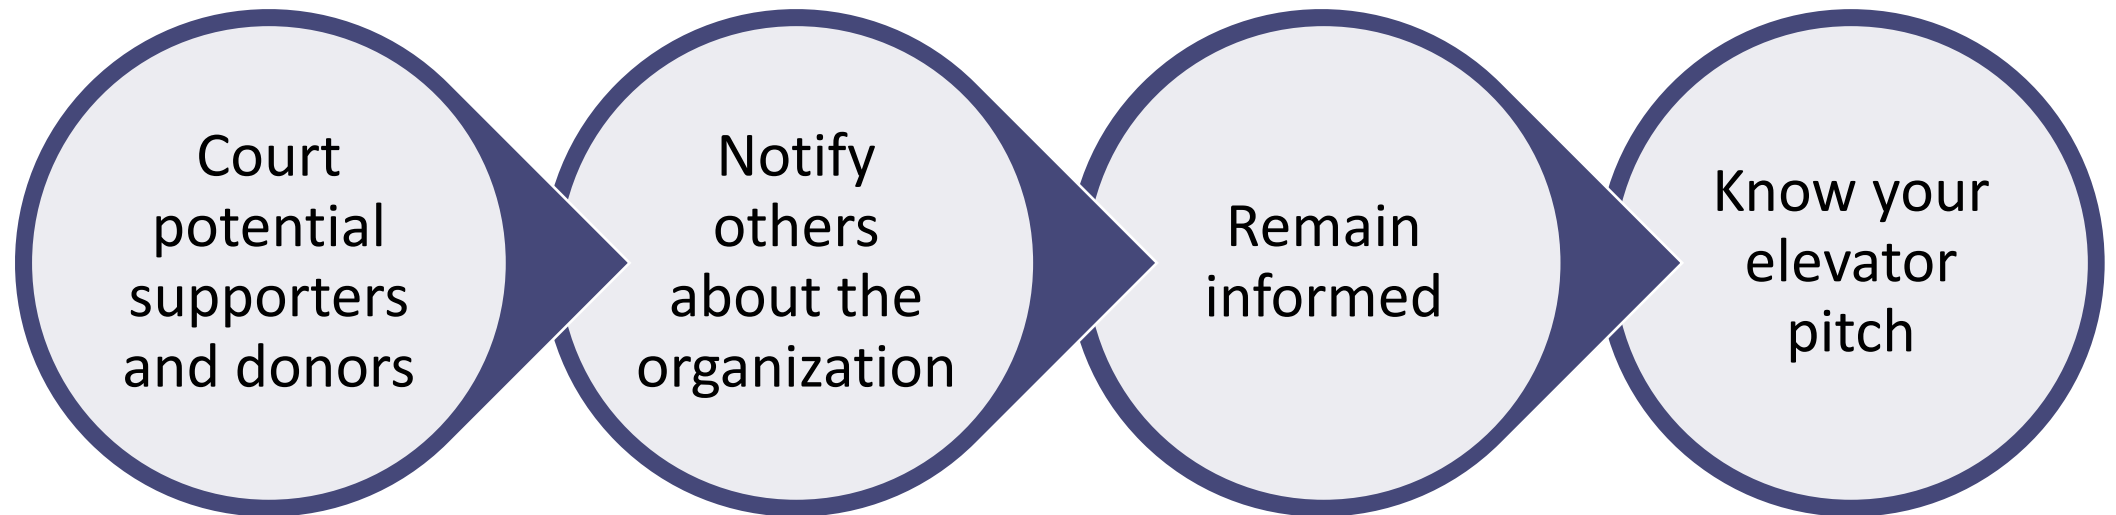 Court
potential
supporters
and donors
Notify
others
about the
organization
Remain
informed
Know your
elevator
pitch